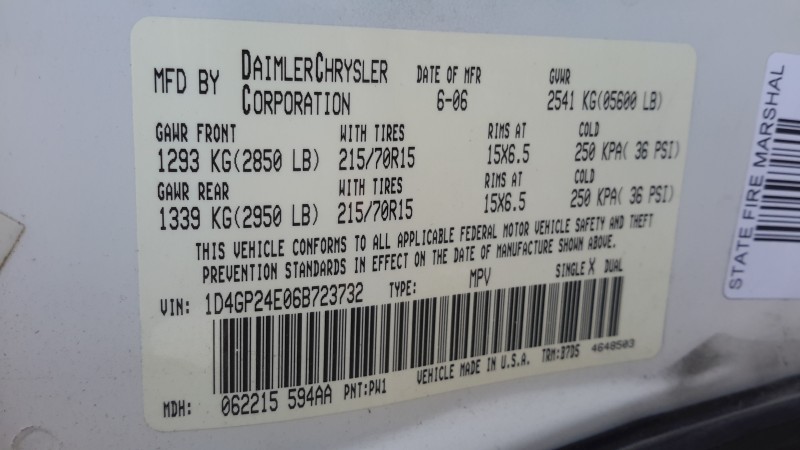 MFD BY DAIMLERCHRYSLER CORPORATION DATE OF MFR 6-06 GVWR 2541 KG(05600 LB)
GAWR FRONT WITH TIRES RIMS AT COLD
1293 KG(2850 LB) 215/70R15 15X6.5 250 KPA( 36 PSI)
GAWR REAR WITH TIRES RIMS AT COLD
1339 KG(2950 LB) 215/70R15 15X6.5 250 KPA( 36 PSI)
THIS VEHICLE CONFORMS TO ALL APPLICABLE FEDERAL MOTOR VEHICLE SAFETY AND THEFT
PREVENTION STANDARDS IN EFFECT ON THE DATE OF MANUFACTURE SHOWN ABOVE.
VIN: 1D4GP24E06B723732 TYPE: MPV SINGLE X DUAL
MDH: 062215 594AA PNT:PW1 VEHICLE MADE IN U.S.A. TRM:B7D5 4648503
STATE FIRE MARSHAL